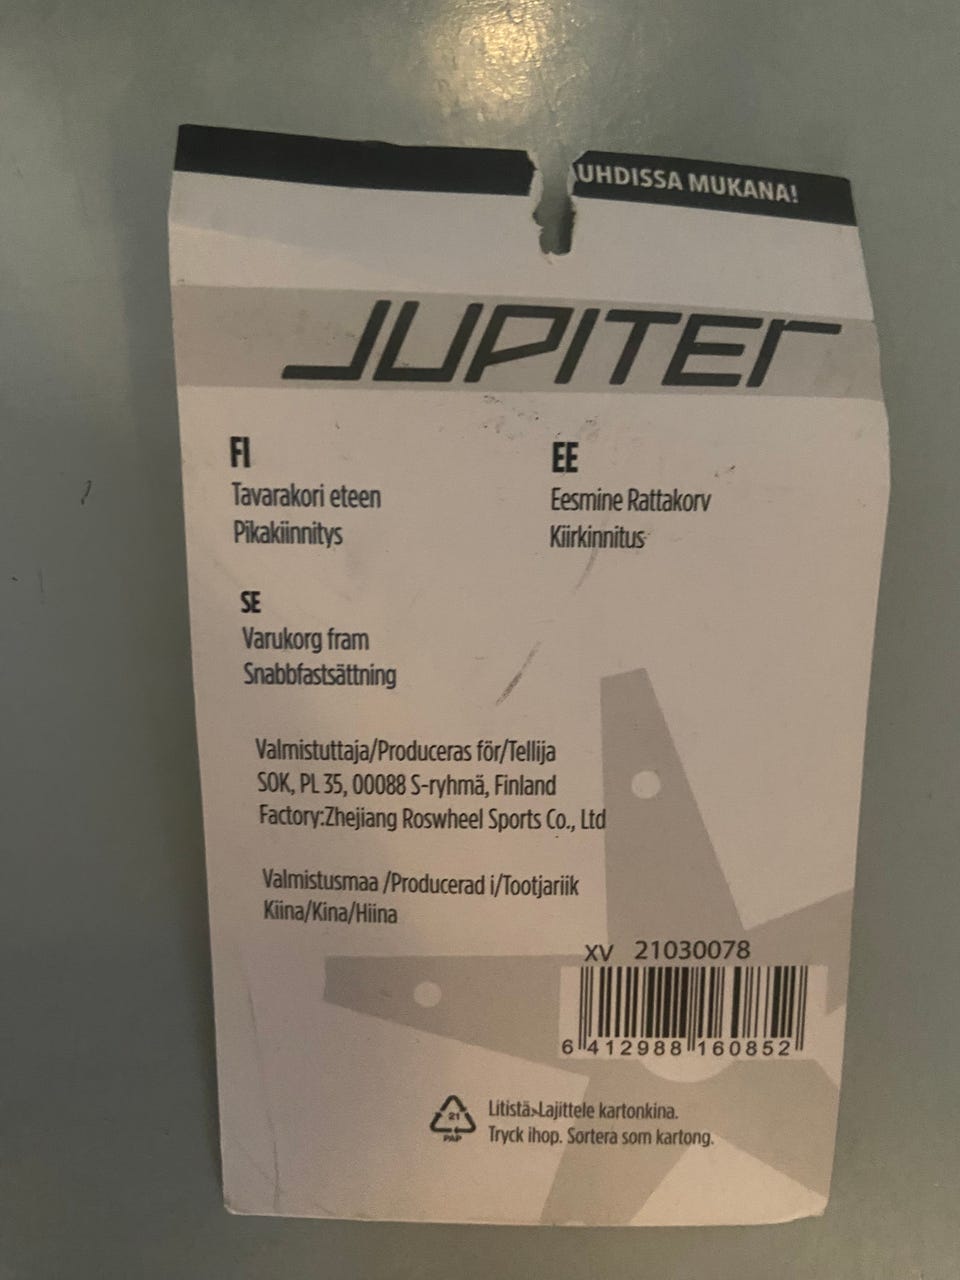 UHDISSA MUKANA!
JUPITER
FI
Tavarakori eteen
Pikakiinnitys
EE
Eesmine Rattakorv
Kiirkinnitus
SE
Varukorg fram
Snabbfastsättning
Valmistuttaja/Produceras för/Tellija
SOK, PL 35, 00088 S-ryhmä, Finland
Factory:Zhejiang Roswheel Sports Co., Ltd
Valmistusmaa /Producerad i/Tootjariik
Kiina/Kina/Hiina
XV 21030078
6 412988 160852
21
PAP
Litistä>Lajittele kartonkina.
Tryck ihop. Sortera som kartong.